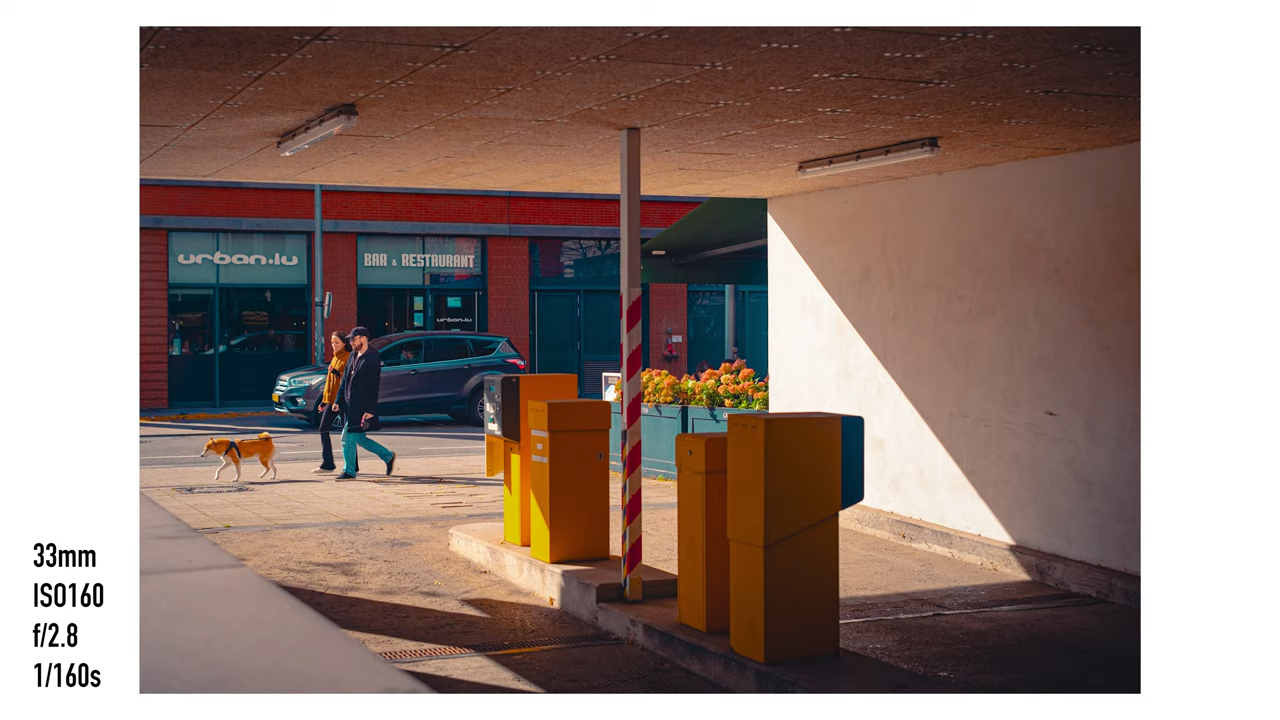 urban.lu
BAR & RESTAURANT
urban.lu
33mm
ISO160
f/2.8
1/160s